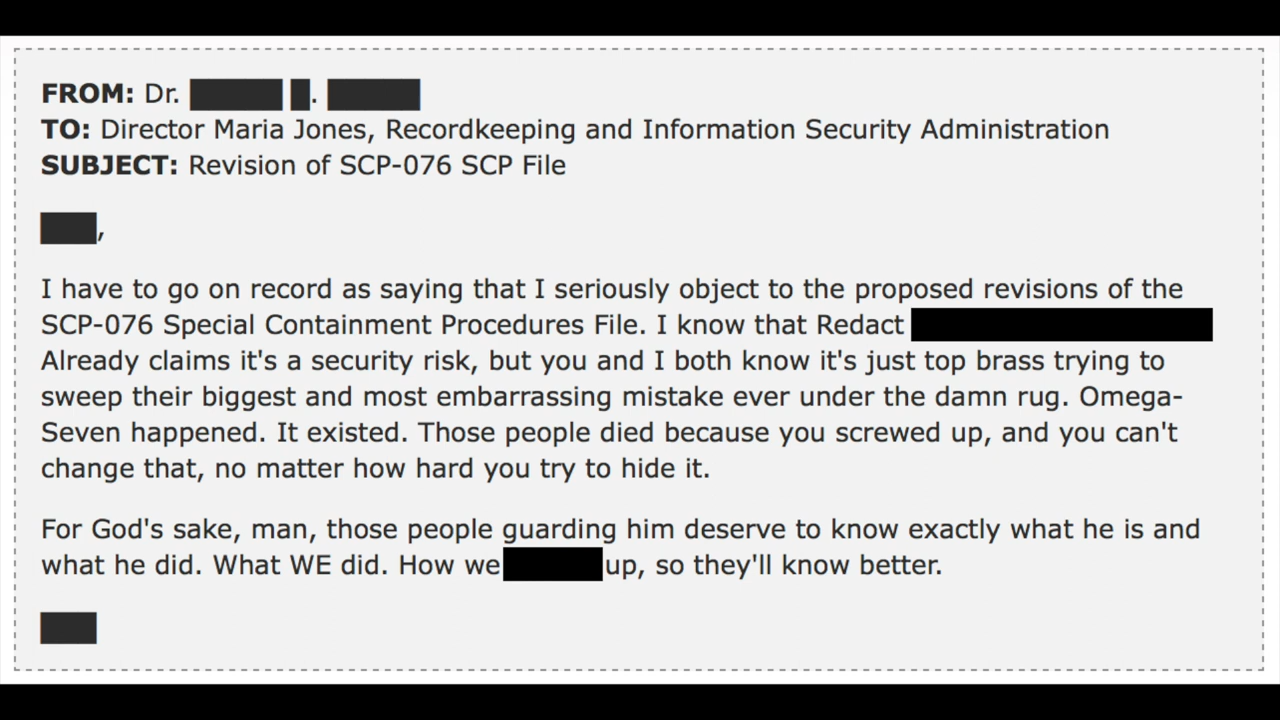 FROM: Dr. ██████ █. ██████
TO: Director Maria Jones, Recordkeeping and Information Security Administration
SUBJECT: Revision of SCP-076 SCP File
███,
I have to go on record as saying that I seriously object to the proposed revisions of the
SCP-076 Special Containment Procedures File. I know that Redact
Already claims it's a security risk, but you and I both know it's just top brass trying to
sweep their biggest and most embarrassing mistake ever under the damn rug. Omega-
Seven happened. It existed. Those people died because you screwed up, and you can't
change that, no matter how hard you try to hide it.
For God's sake, man, those people guarding him deserve to know exactly what he is and
what he did. What WE did. How we up, so they'll know better.
███